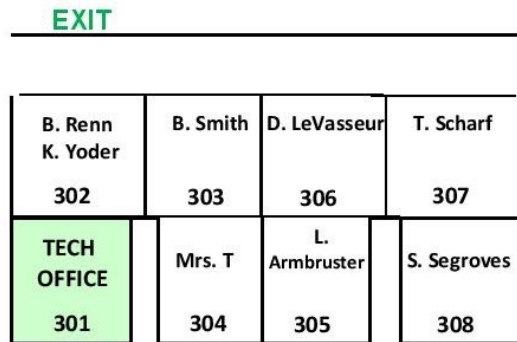 EXIT
B. Renn
K. Yoder
302
B. Smith
303
D. LeVasseur
306
T. Scharf
307
TECH
OFFICE
301
Mrs. T
304
L.
Armbruster
305
S. Segroves
308